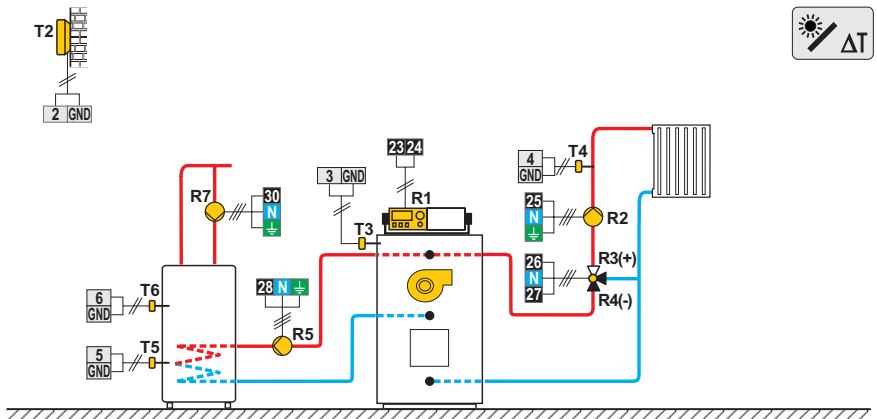 T2
2 GND
ΔT
23 24
4
GND
T4
3 GND
R1
R7
30
N
25
N
R2
T3
R3(+)
26
N
27
R4(-)
6
GND
T6
28 N
R5
5
GND
T5